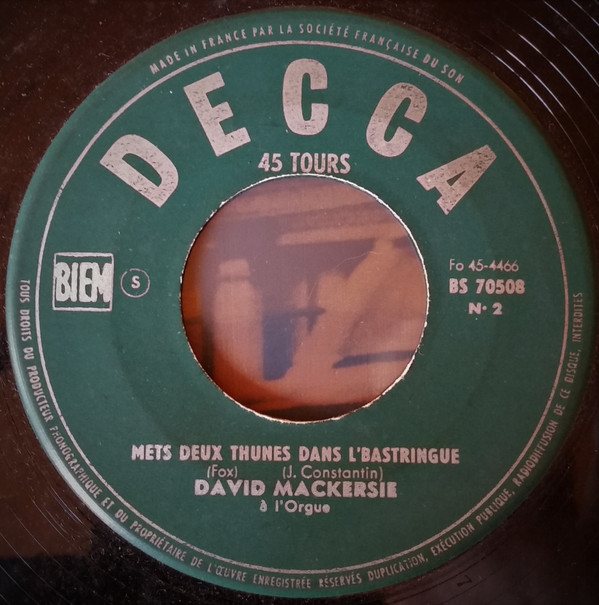 MADE IN FRANCE PAR LA SOCIÉTÉ FRANÇAISE DU SON
DECCA
45 TOURS
BIEM
S
Fo 45-4466
BS 70508
N· 2
METS DEUX THUNES DANS L'BASTRINGUE
(Fox) (J. Constantin)
DAVID MACKERSIE
à l'Orgue
TOUS DROITS DU PRODUCTEUR PHONOGRAPHIQUE ET DU PROPRIÉTAIRE DE L'ŒUVRE ENREGISTRÉE RÉSERVÉS DUPLICATION, EXÉCUTION PUBLIQUE, RADIODIFFUSION DE CE DISQUE, INTERDITES